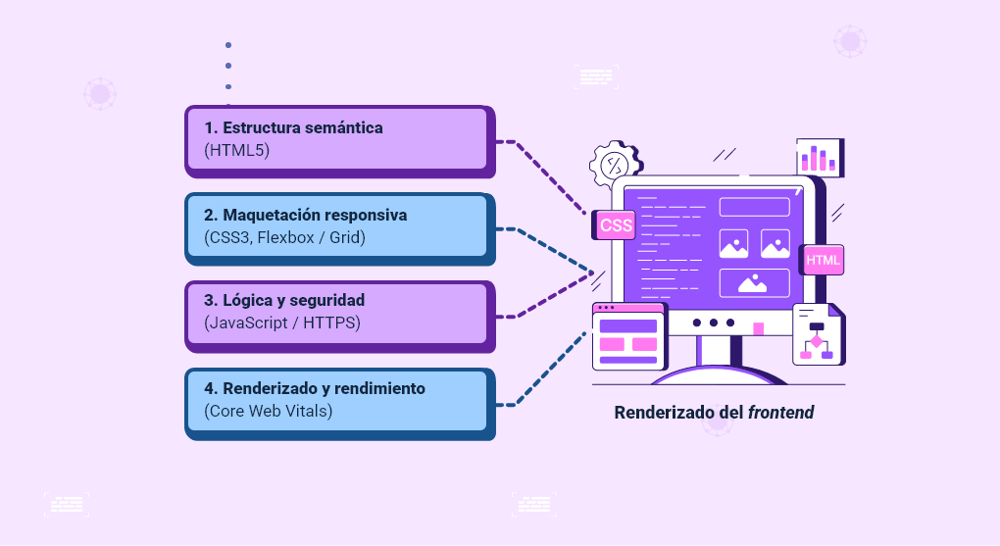 1. Estructura semántica
(HTML5)
2. Maquetación responsiva
(CSS3, Flexbox / Grid)
3. Lógica y seguridad
(JavaScript / HTTPS)
4. Renderizado y rendimiento
(Core Web Vitals)
CSS
HTML
Renderizado del frontend